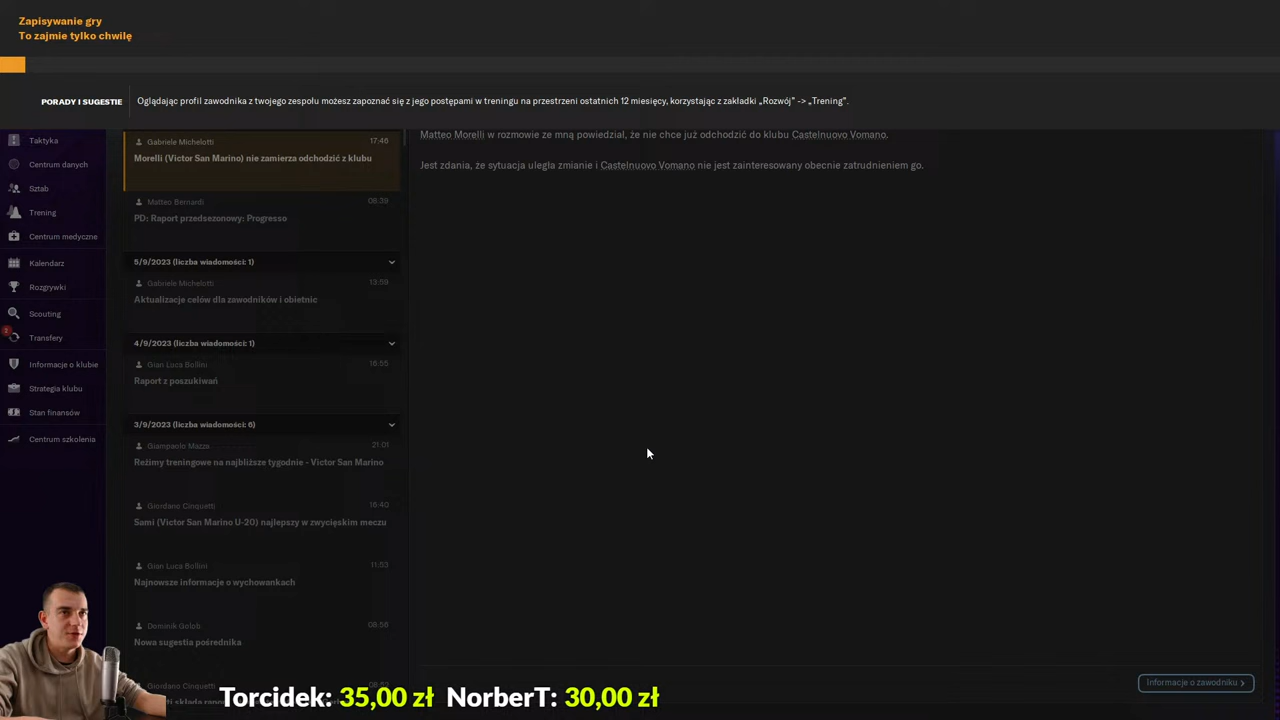 Zapisywanie gry
To zajmie tylko chwilę
PORADY I SUGESTIE
Oglądając profil zawodnika z twojego zespołu możesz zapoznać się z jego postępami w treningu na przestrzeni ostatnich 12 miesięcy, korzystając z zakładki „Rozwój” -> „Trening”.
Taktyka
Centrum danych
Sztab
Trening
Centrum medyczne
Kalendarz
Rozgrywki
Scouting
2
Transfery
Informacje o klubie
Strategia klubu
Stan finansów
Centrum szkolenia
Gabriele Michelotti 17:46
Morelli (Victor San Marino) nie zamierza odchodzić z klubu
Matteo Bernardi 08:39
PD: Raport przedsezonowy: Progresso
5/9/2023 (liczba wiadomości: 1)
Gabriele Michelotti 13:59
Aktualizacje celów dla zawodników i obietnic
4/9/2023 (liczba wiadomości: 1)
Gian Luca Bollini 16:55
Raport z poszukiwań
3/9/2023 (liczba wiadomości: 6)
Giampaolo Mazza 21:01
Reżimy treningowe na najbliższe tygodnie - Victor San Marino
Giordano Cinquetti 16:40
Sami (Victor San Marino U-20) najlepszy w zwycięskim meczu
Gian Luca Bollini 11:53
Najnowsze informacje o wychowankach
Dominik Golob 08:56
Nowa sugestia pośrednika
Giordano Cinquetti 08:52
Matteo Morelli w rozmowie ze mną powiedział, że nie chce już odchodzić do klubu Castelnuovo Vomano.
Jest zdania, że sytuacja uległa zmianie i Castelnuovo Vomano nie jest zainteresowany obecnie zatrudnieniem go.
Informacje o zawodniku
Torcidek: 35,00 zł NorberT: 30,00 zł